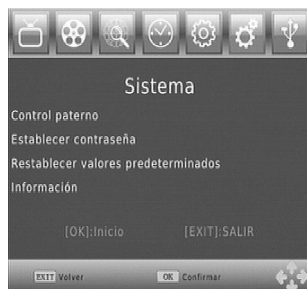 Sistema
Control paterno
Establecer contraseña
Restablecer valores predeterminados
Información
[OK]:Inicio [EXIT]:SALIR
EXIT Volver OK Confirmar